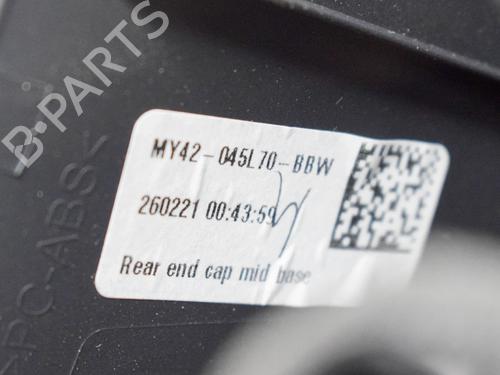 B-PARTS
MY42-045L70-BBW
260221 00:43:59
Rear end cap mid base
>PC-ABS<